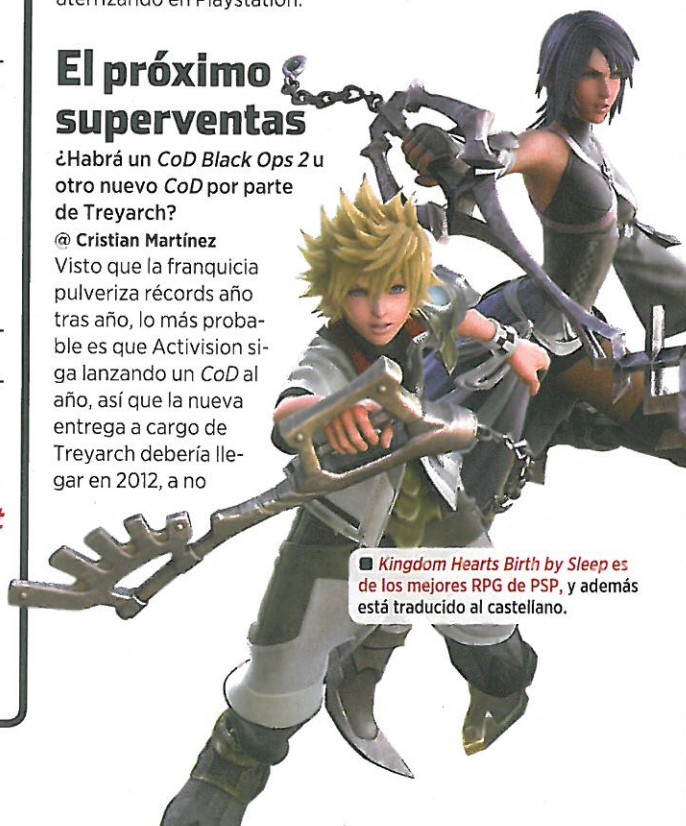 aterrizando en Playstation.
El próximo
superventas
¿Habrá un CoD Black Ops 2 u
otro nuevo CoD por parte
de Treyarch?
@ Cristian Martínez
Visto que la franquicia
pulveriza récords año
tras año, lo más proba-
ble es que Activision si-
ga lanzando un CoD al
año, así que la nueva
entrega a cargo de
Treyarch debería lle-
gar en 2012, a no
■ Kingdom Hearts Birth by Sleep es
de los mejores RPG de PSP, y además
está traducido al castellano.